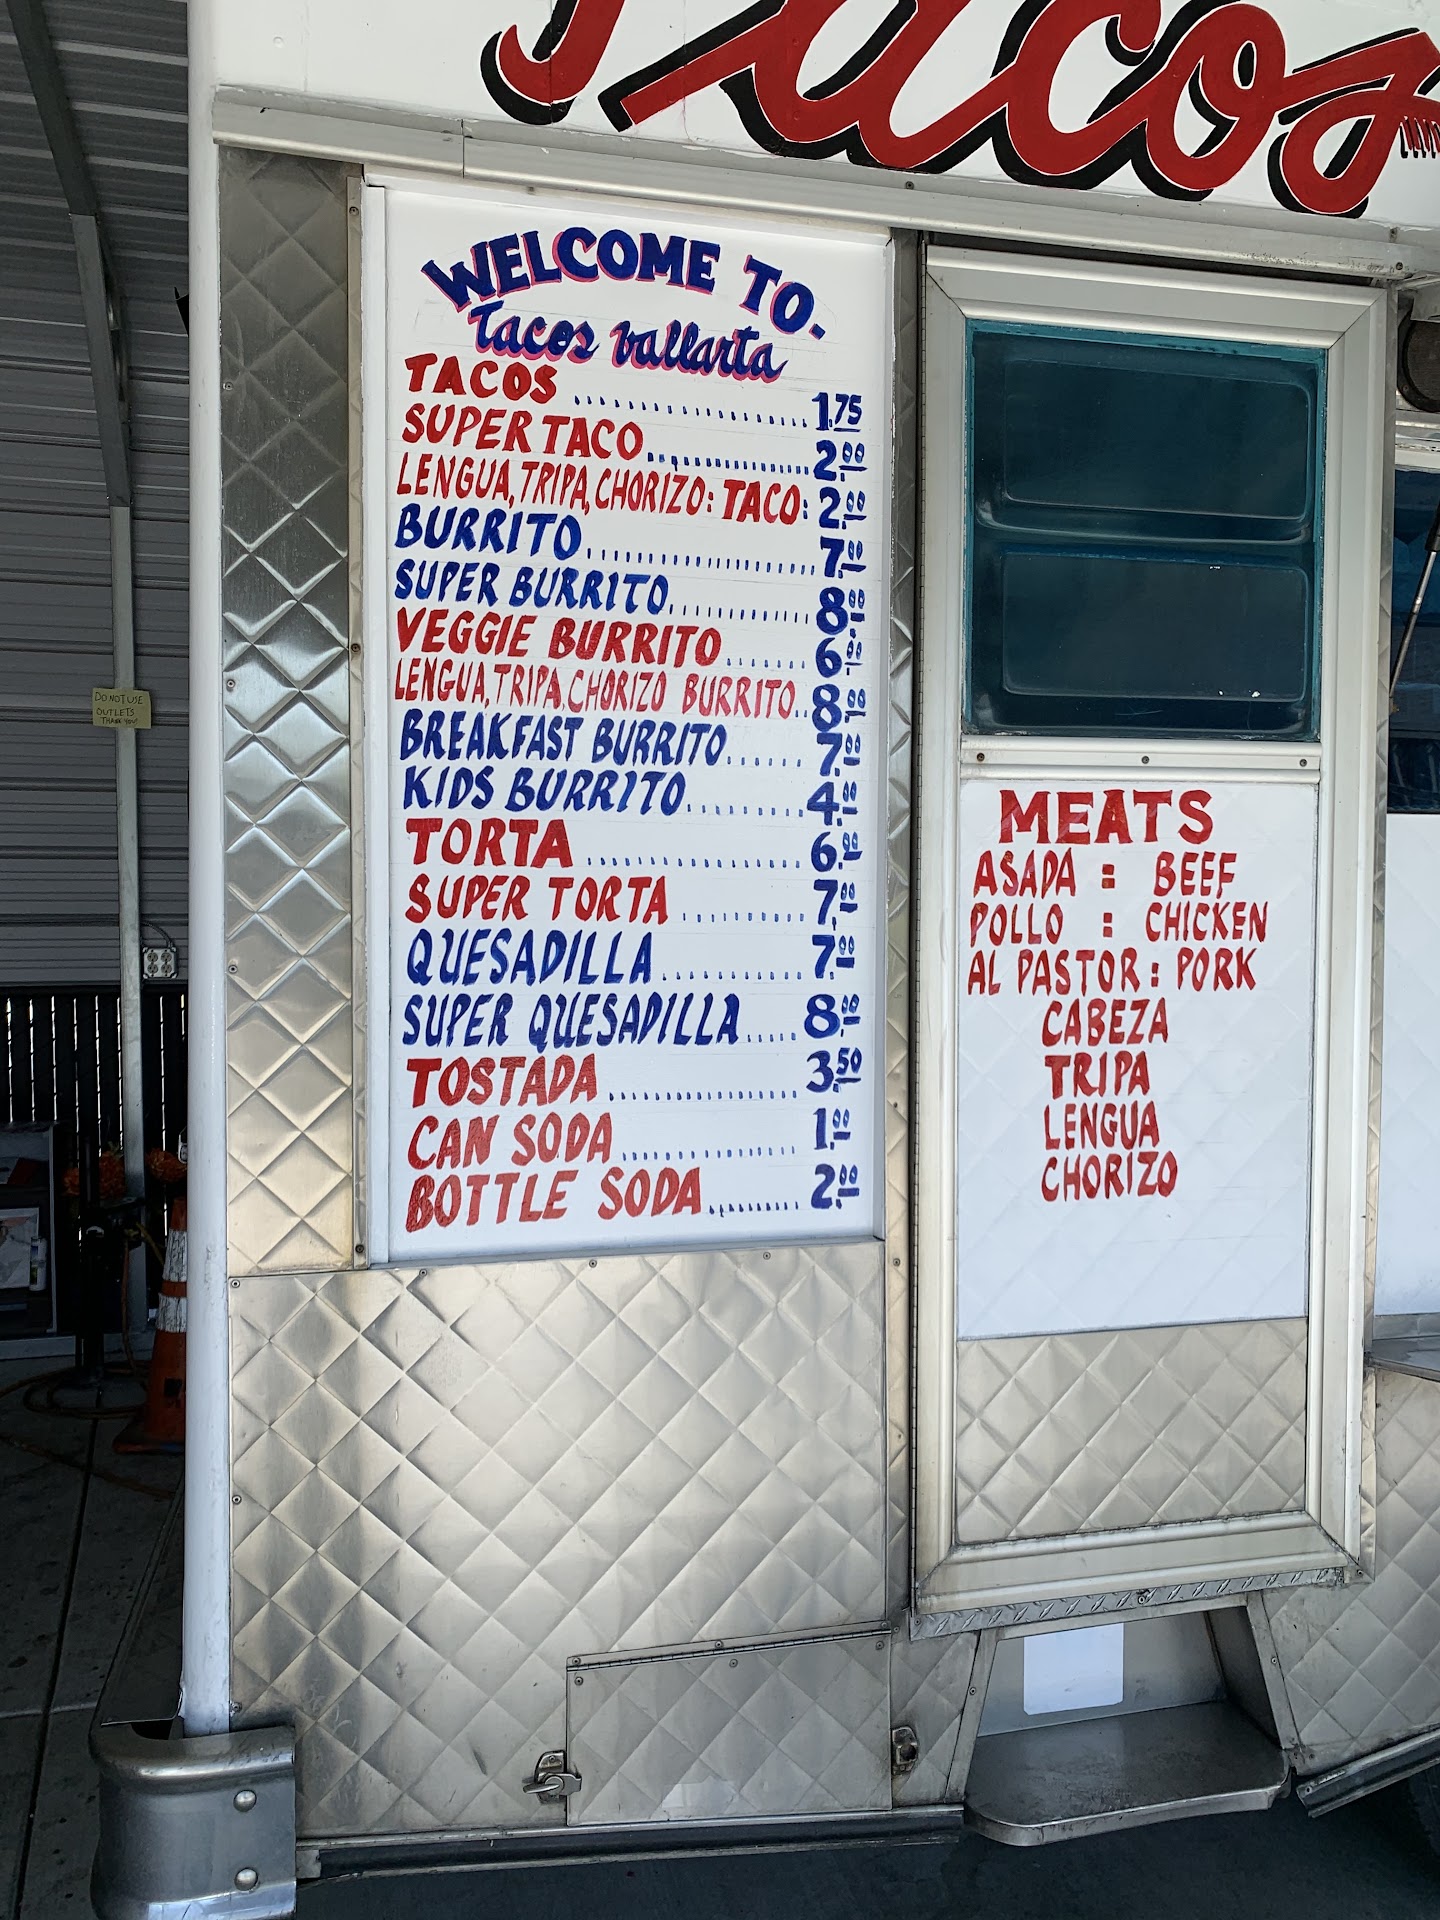 Tacos
WELCOME TO.
Tacos Vallarta
TACOS ........................ 1.75
SUPER TACO ................... 2.00
LENGUA, TRIPA, CHORIZO: TACO: 2.00
BURRITO ........................ 7.00
SUPER BURRITO ............ 8.00
VEGGIE BURRITO ....... 6.00
LENGUA, TRIPA, CHORIZO BURRITO.. 8.00
BREAKFAST BURRITO ...... 7.00
KIDS BURRITO ......... 4.00
TORTA .................. 6.00
SUPER TORTA .......... 7.00
QUESADILLA ........... 7.00
SUPER QUESADILLA ..... 8.00
TOSTADA .................. 3.50
CAN SODA ................ 1.00
BOTTLE SODA .......... 2.00
MEATS
ASADA : BEEF
POLLO : CHICKEN
AL PASTOR : PORK
CABEZA
TRIPA
LENGUA
CHORIZO
DO NOT USE
OUTLETS
THANK YOU!